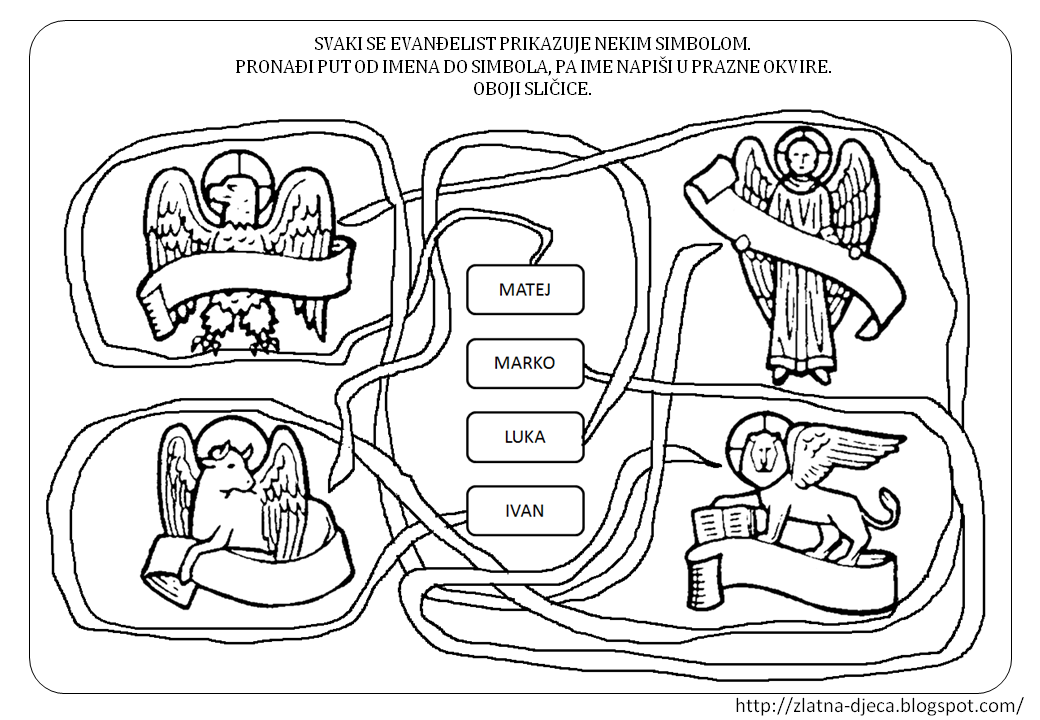 SVAKI SE EVANĐELIST PRIKAZUJE NEKIM SIMBOLOM.
PRONAĐI PUT OD IMENA DO SIMBOLA, PA IME NAPIŠI U PRAZNE OKVIRE.
OBOJI SLIČICE.
MATEJ
MARKO
LUKA
IVAN
http://zlatna-djeca.blogspot.com/